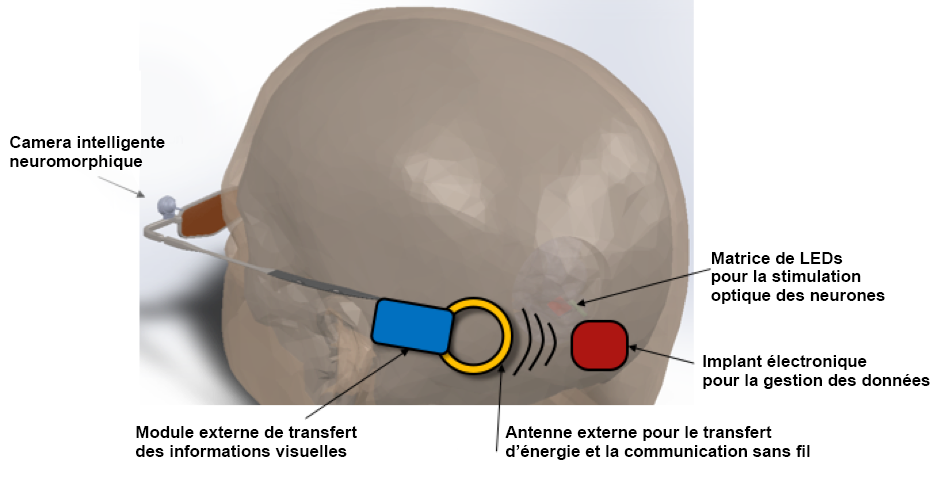 Camera intelligente
neuromorphique
Matrice de LEDs
pour la stimulation
optique des neurones
Implant électronique
pour la gestion des données
Module externe de transfert
des informations visuelles
Antenne externe pour le transfert
d’énergie et la communication sans fil